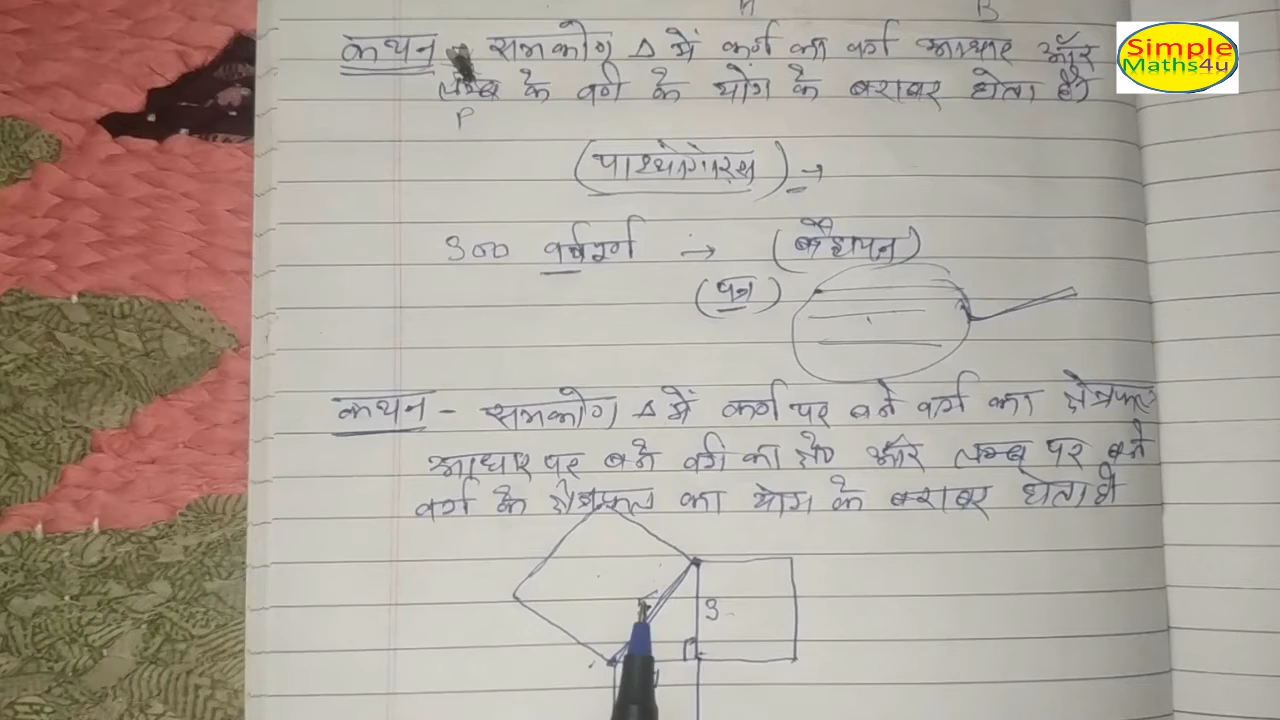 H B
कथन समकोण Δ में कर्ण का वर्ग आधार और
लम्ब के वर्ग के योग के बराबर होता है।
P
(पाइथोगोरस) →
300 वर्षपूर्व → (बौद्धायन)
(यज्ञ)
कथन - समकोण Δ में कर्ण पर बने वर्ग का क्षेत्रफल
आधार पर बने वर्ग का क्षे० और लम्ब पर बने
वर्ग के क्षेत्रफल का योग के बराबर होता है
3
Simple
Maths4u